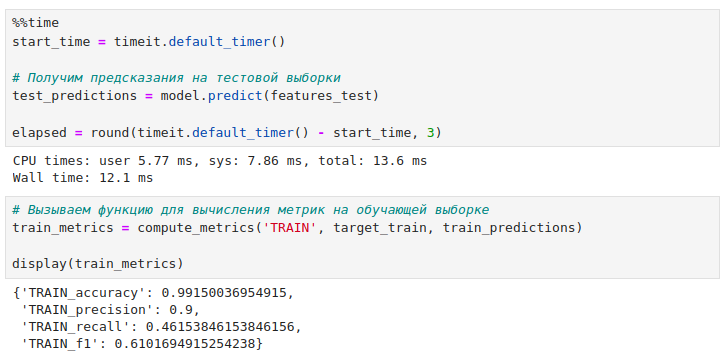 %%time
start_time = timeit.default_timer()
# Получим предсказания на тестовой выборки
test_predictions = model.predict(features_test)
elapsed = round(timeit.default_timer() - start_time, 3)
CPU times: user 5.77 ms, sys: 7.86 ms, total: 13.6 ms
Wall time: 12.1 ms
# Вызываем функцию для вычисления метрик на обучающей выборке
train_metrics = compute_metrics('TRAIN', target_train, train_predictions)
display(train_metrics)
{'TRAIN_accuracy': 0.99150036954915,
'TRAIN_precision': 0.9,
'TRAIN_recall': 0.46153846153846156,
'TRAIN_f1': 0.6101694915254238}